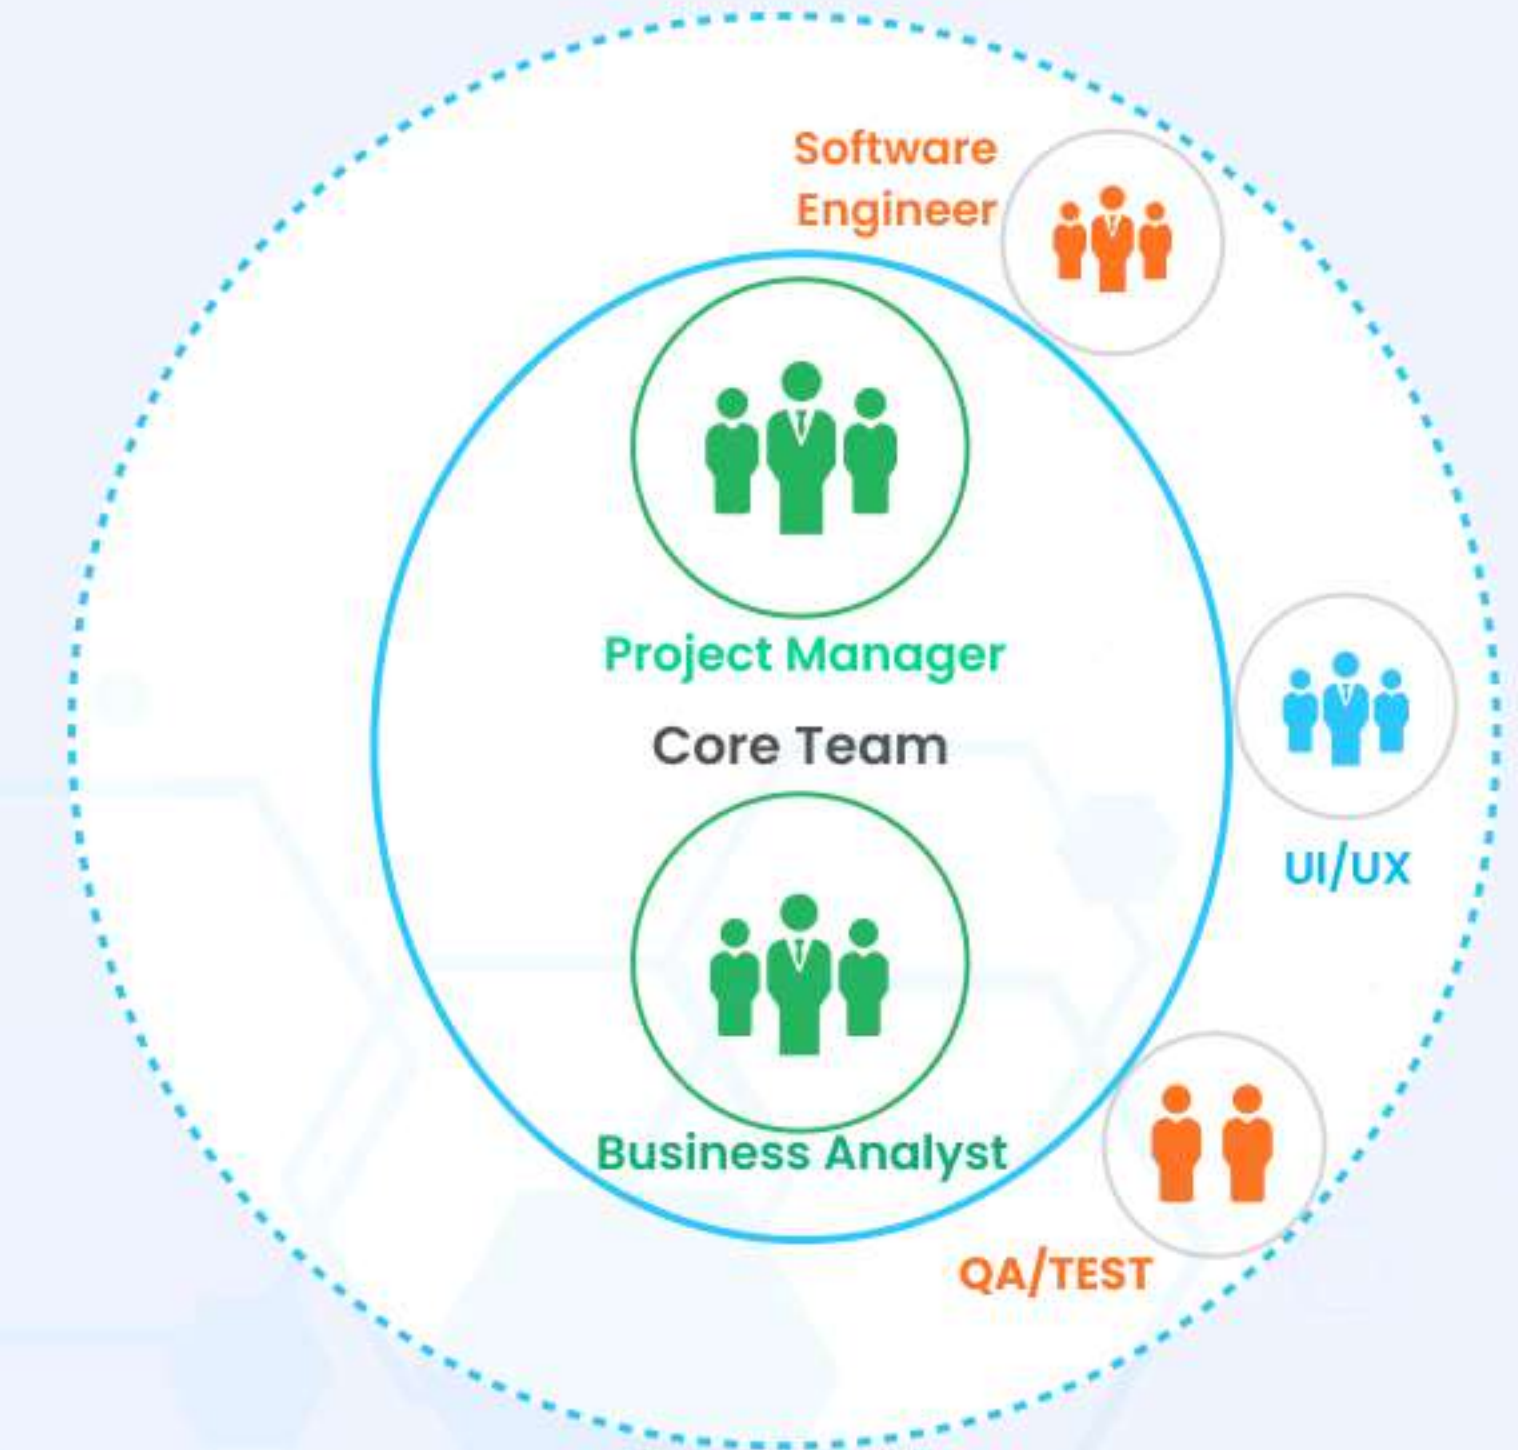 Software
Engineer
Project Manager
Core Team
UI/UX
Business Analyst
QA/TEST